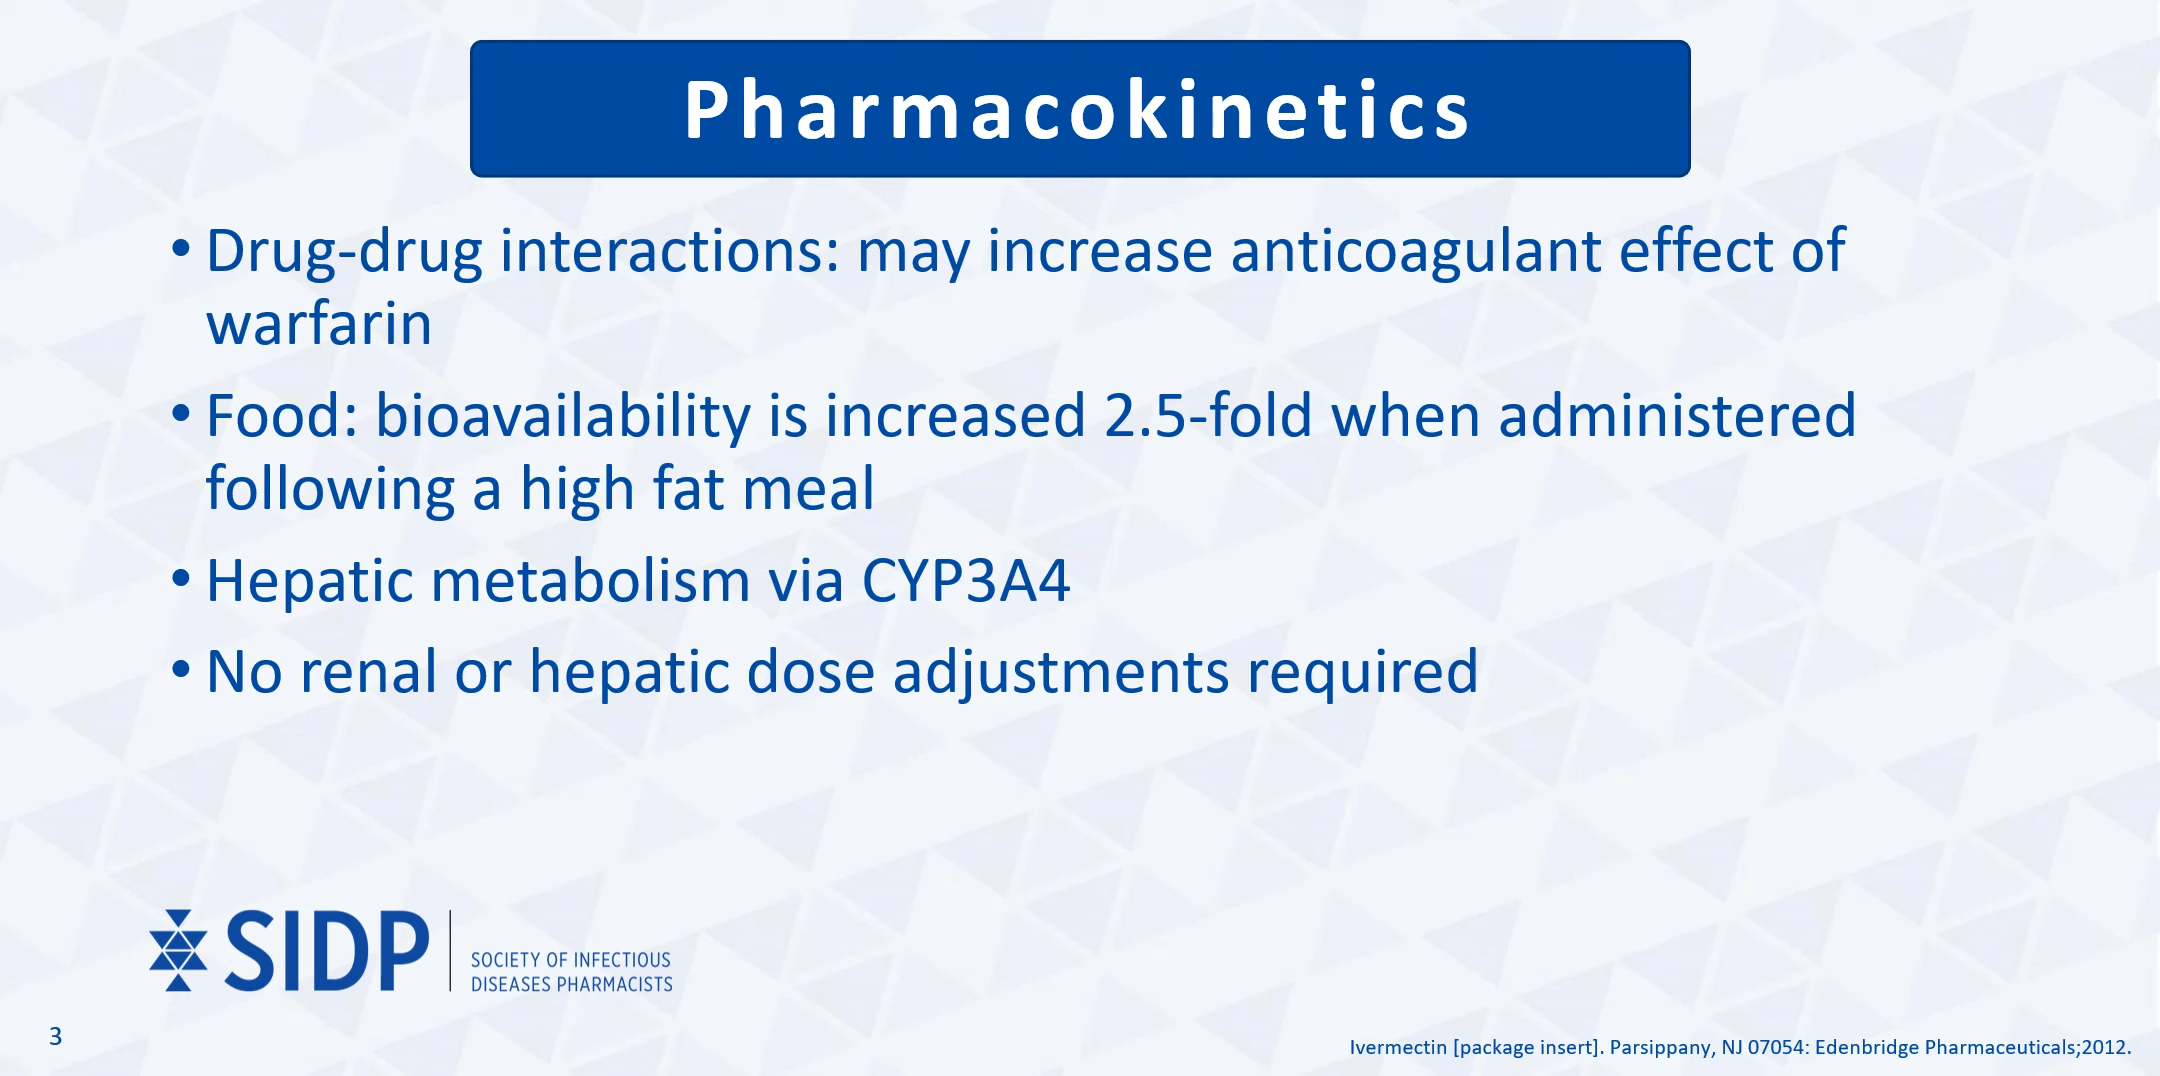 Pharmacokinetics
• Drug-drug interactions: may increase anticoagulant effect of
warfarin
• Food: bioavailability is increased 2.5-fold when administered
following a high fat meal
• Hepatic metabolism via CYP3A4
• No renal or hepatic dose adjustments required
SIDP
SOCIETY OF INFECTIOUS
DISEASES PHARMACISTS
3
Ivermectin [package insert]. Parsippany, NJ 07054: Edenbridge Pharmaceuticals;2012.